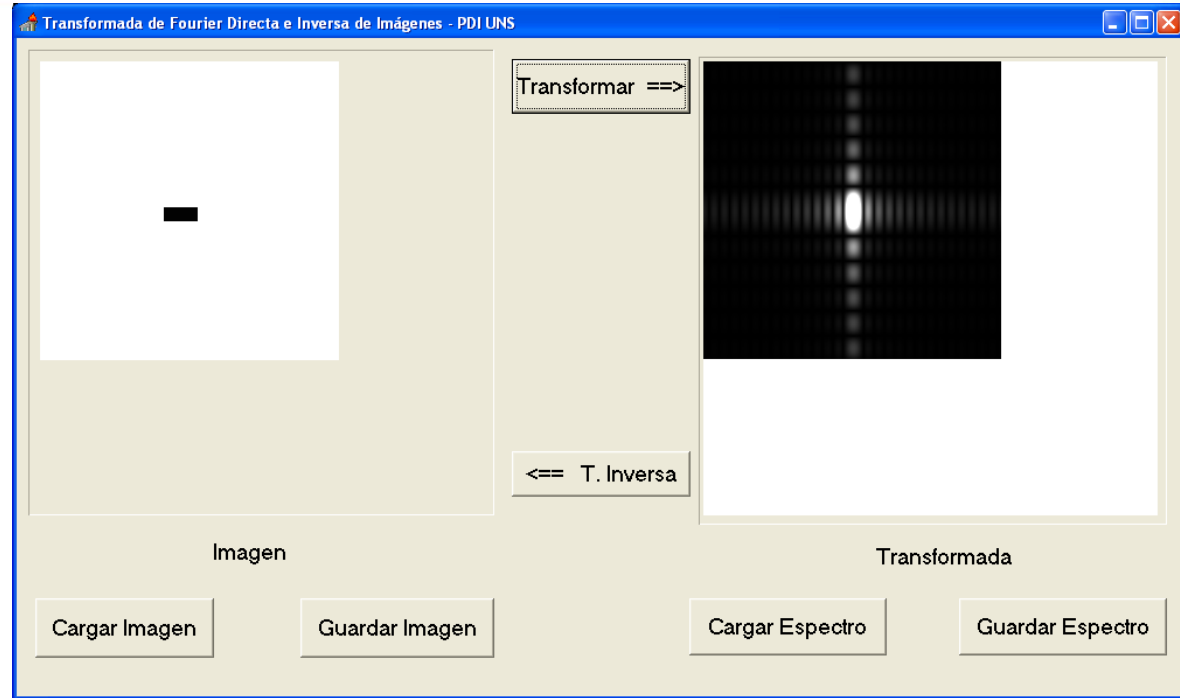 Transformada de Fourier Directa e Inversa de Imágenes - PDI UNS
Transformar ==>
<== T. Inversa
Imagen
Transformada
Cargar Imagen
Guardar Imagen
Cargar Espectro
Guardar Espectro